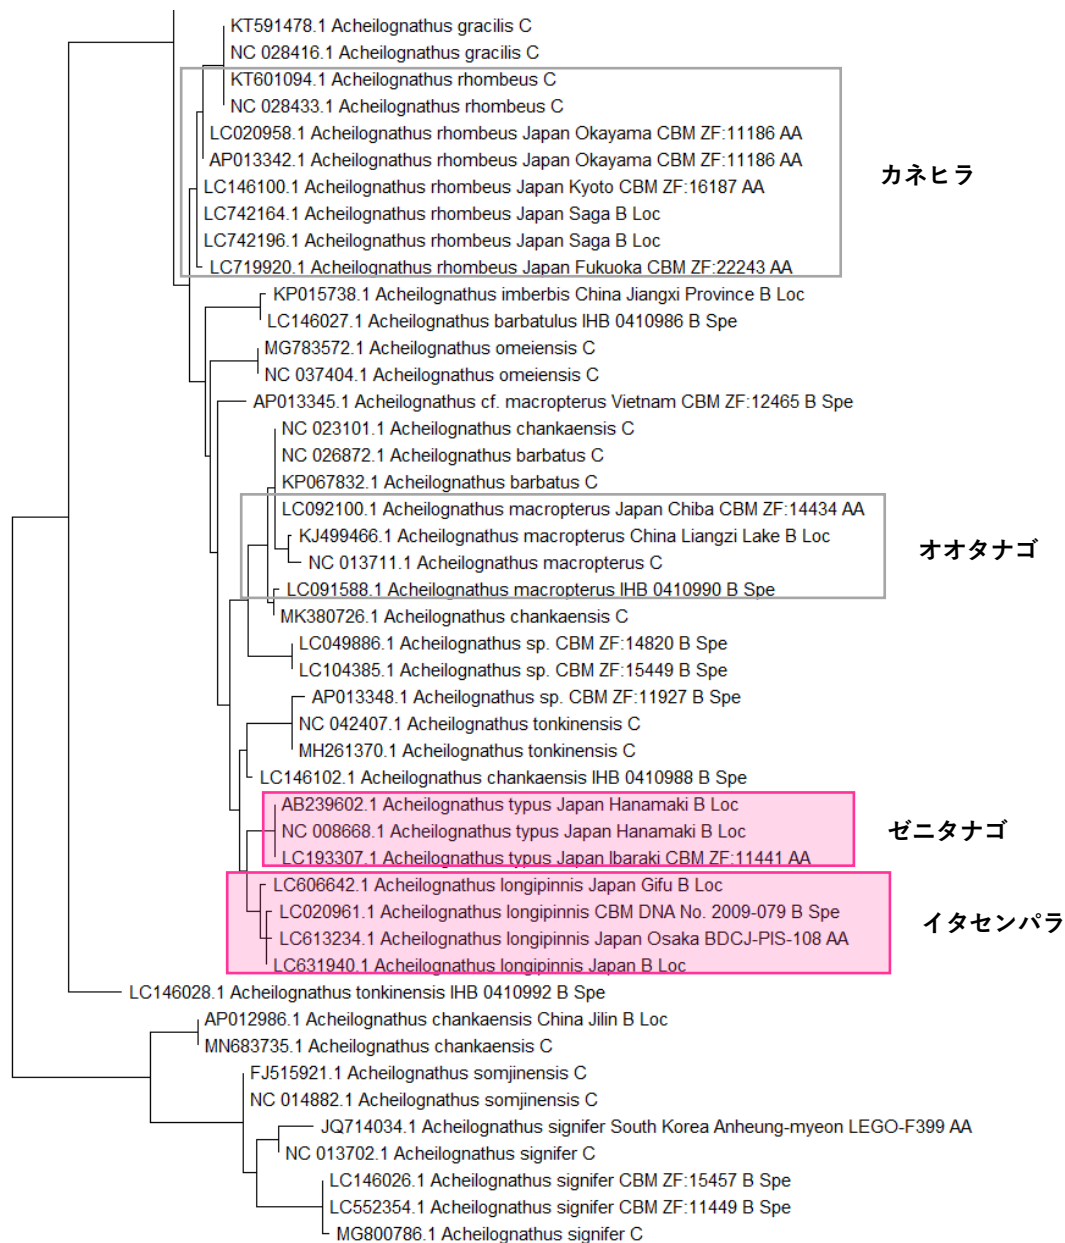 KT591478.1 Acheilognathus gracilis C
NC 028416.1 Acheilognathus gracilis C
KT601094.1 Acheilognathus rhombeus C
NC 028433.1 Acheilognathus rhombeus C
LC020958.1 Acheilognathus rhombeus Japan Okayama CBM ZF:11186 AA
AP013342.1 Acheilognathus rhombeus Japan Okayama CBM ZF:11186 AA
カネヒラ
LC146100.1 Acheilognathus rhombeus Japan Kyoto CBM ZF:16187 AA
LC742164.1 Acheilognathus rhombeus Japan Saga B Loc
LC742196.1 Acheilognathus rhombeus Japan Saga B Loc
LC719920.1 Acheilognathus rhombeus Japan Fukuoka CBM ZF:22243 AA
KP015738.1 Acheilognathus imberbis China Jiangxi Province B Loc
LC146027.1 Acheilognathus barbatulus IHB 0410986 B Spe
MG783572.1 Acheilognathus omeiensis C
NC 037404.1 Acheilognathus omeiensis C
AP013345.1 Acheilognathus cf. macropterus Vietnam CBM ZF:12465 B Spe
NC 023101.1 Acheilognathus chankaensis C
NC 026872.1 Acheilognathus barbatus C
KP067832.1 Acheilognathus barbatus C
LC092100.1 Acheilognathus macropterus Japan Chiba CBM ZF:14434 AA
KJ499466.1 Acheilognathus macropterus China Liangzi Lake B Loc
オオタナゴ
NC 013711.1 Acheilognathus macropterus C
LC091588.1 Acheilognathus macropterus IHB 0410990 B Spe
MK380726.1 Acheilognathus chankaensis C
LC049886.1 Acheilognathus sp. CBM ZF:14820 B Spe
LC104385.1 Acheilognathus sp. CBM ZF:15449 B Spe
AP013348.1 Acheilognathus sp. CBM ZF:11927 B Spe
NC 042407.1 Acheilognathus tonkinensis C
MH261370.1 Acheilognathus tonkinensis C
LC146102.1 Acheilognathus chankaensis IHB 0410988 B Spe
AB239602.1 Acheilognathus typus Japan Hanamaki B Loc
NC 008668.1 Acheilognathus typus Japan Hanamaki B Loc
ゼニタナゴ
LC193307.1 Acheilognathus typus Japan Ibaraki CBM ZF:11441 AA
LC606642.1 Acheilognathus longipinnis Japan Gifu B Loc
LC020961.1 Acheilognathus longipinnis CBM DNA No. 2009-079 B Spe
イタセンパラ
LC613234.1 Acheilognathus longipinnis Japan Osaka BDCJ-PIS-108 AA
LC631940.1 Acheilognathus longipinnis Japan B Loc
LC146028.1 Acheilognathus tonkinensis IHB 0410992 B Spe
AP012986.1 Acheilognathus chankaensis China Jilin B Loc
MN683735.1 Acheilognathus chankaensis C
FJ515921.1 Acheilognathus somjinensis C
NC 014882.1 Acheilognathus somjinensis C
JQ714034.1 Acheilognathus signifer South Korea Anheung-myeon LEGO-F399 AA
NC 013702.1 Acheilognathus signifer C
LC146026.1 Acheilognathus signifer CBM ZF:15457 B Spe
LC552354.1 Acheilognathus signifer CBM ZF:11449 B Spe
MG800786.1 Acheilognathus signifer C